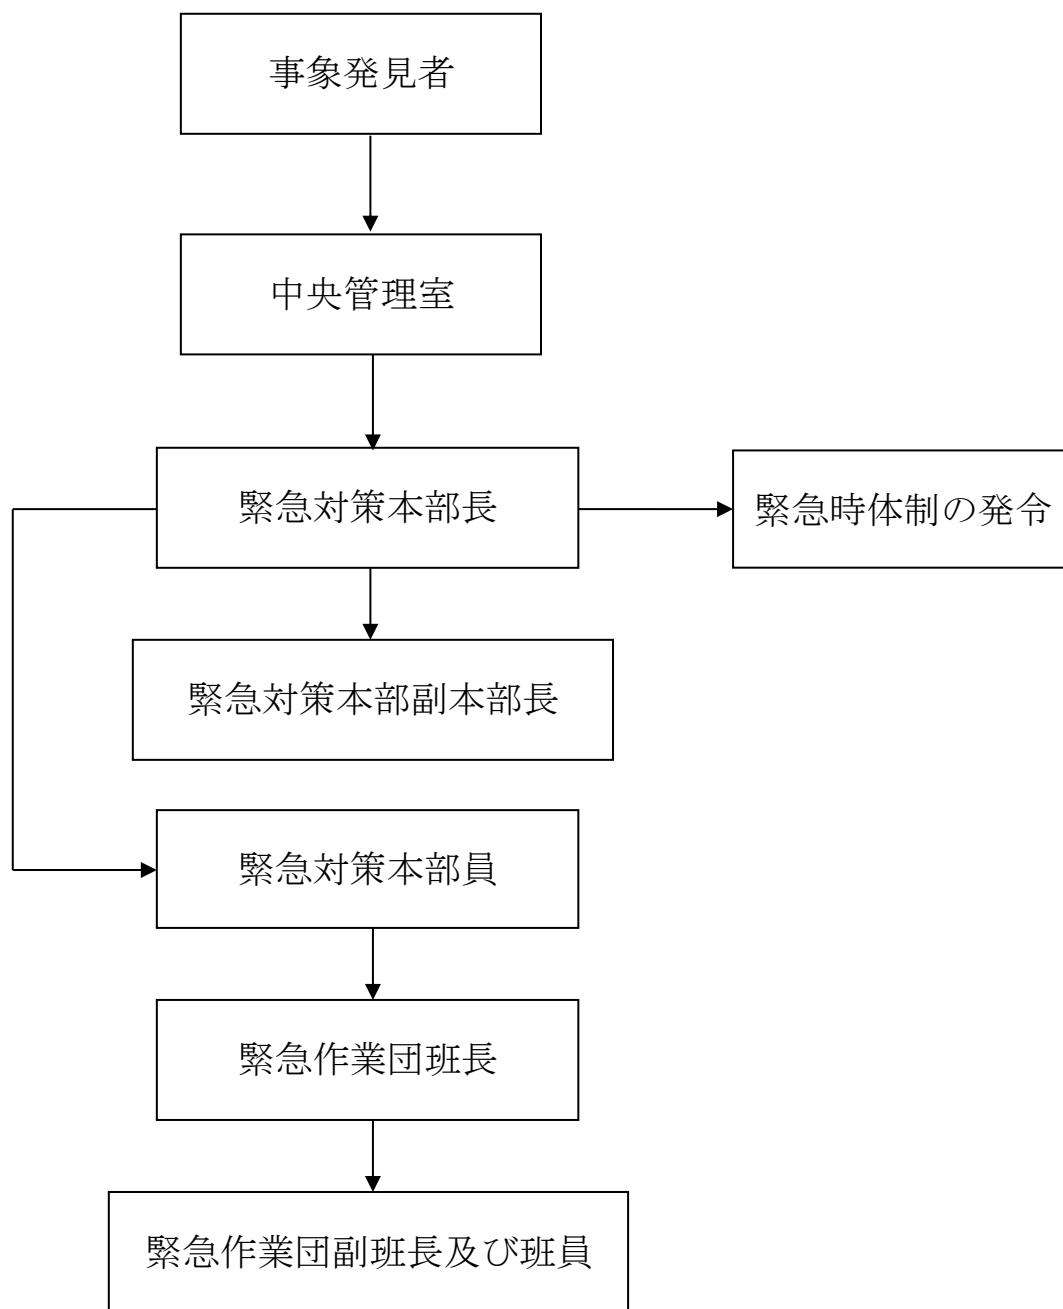 事象発見者
中央管理室
緊急対策本部長
緊急時体制の発令
緊急対策本部副本部長
緊急対策本部員
緊急作業団班長
緊急作業団副班長及び班員